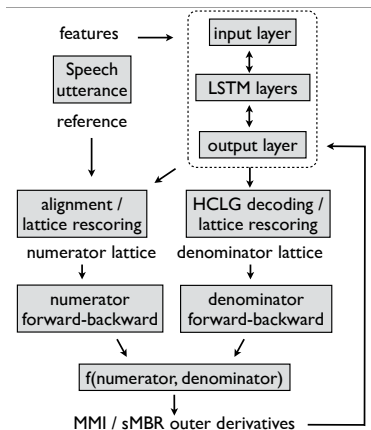 features
input layer
Speech
utterance
LSTM layers
reference
output layer
alignment /
lattice rescoring
HCLG decoding /
lattice rescoring
numerator lattice
denominator lattice
numerator
forward-backward
denominator
forward-backward
f(numerator, denominator)
MMI / sMBR outer derivatives